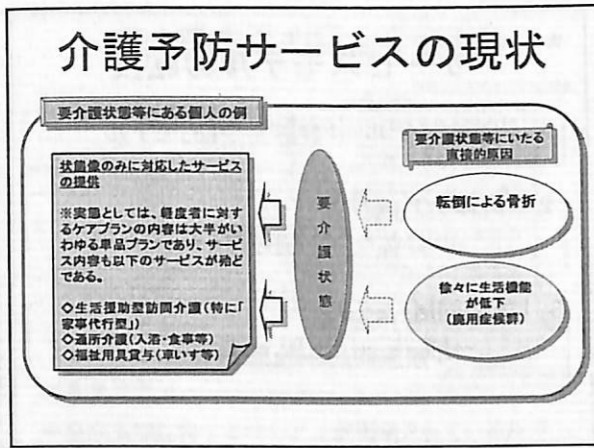 介護予防サービスの現状
要介護状態等にある個人の例
状態像のみに対応したサービス
の提供
※実態としては、軽度者に対す
るケアプランの内容は大半がい
わゆる単品プランであり、サービ
ス内容も以下のサービスが殆ど
である。
◇生活援助型訪問介護(特に「
家事代行型」)
◇通所介護(入浴・食事等)
◇福祉用具貸与(車いす等)
要介護状態
要介護状態等にいたる
直接的原因
転倒による骨折
徐々に生活機能
が低下
(廃用症候群)